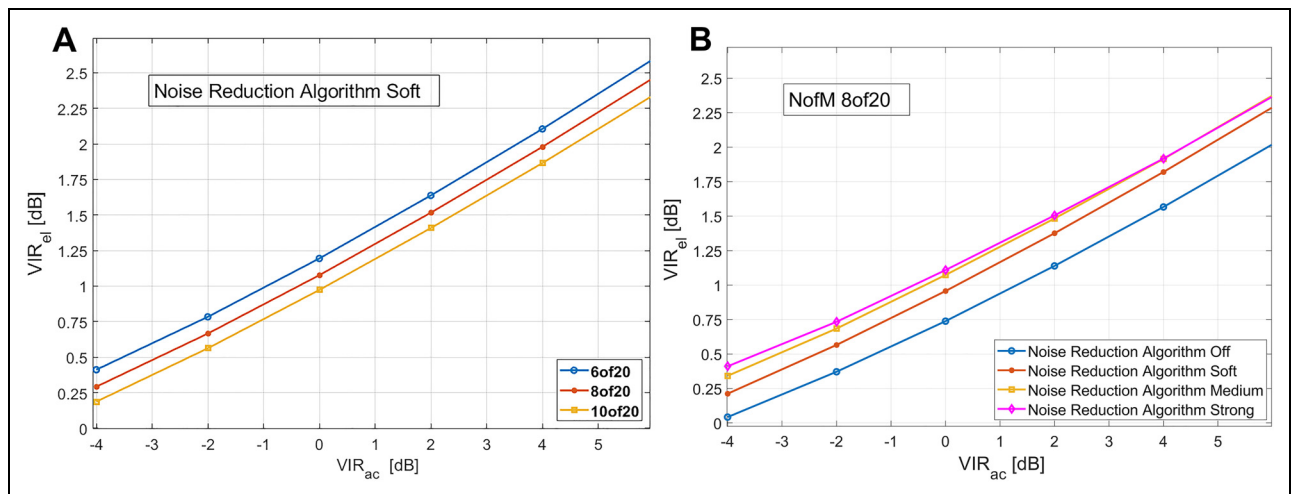 A
Noise Reduction Algorithm Soft
VIRel [dB]
2.5
2.25
2
1.75
1.5
1.25
1
0.75
0.5
0.25
0
6of20
8of20
10of20
-4 -3 -2 -1 0 1 2 3 4 5
VIRac [dB]
B
NofM 8of20
VIRel [dB]
2.5
2.25
2
1.75
1.5
1.25
1
0.75
0.5
0.25
0
Noise Reduction Algorithm Off
Noise Reduction Algorithm Soft
Noise Reduction Algorithm Medium
Noise Reduction Algorithm Strong
-4 -3 -2 -1 0 1 2 3 4 5
VIRac [dB]